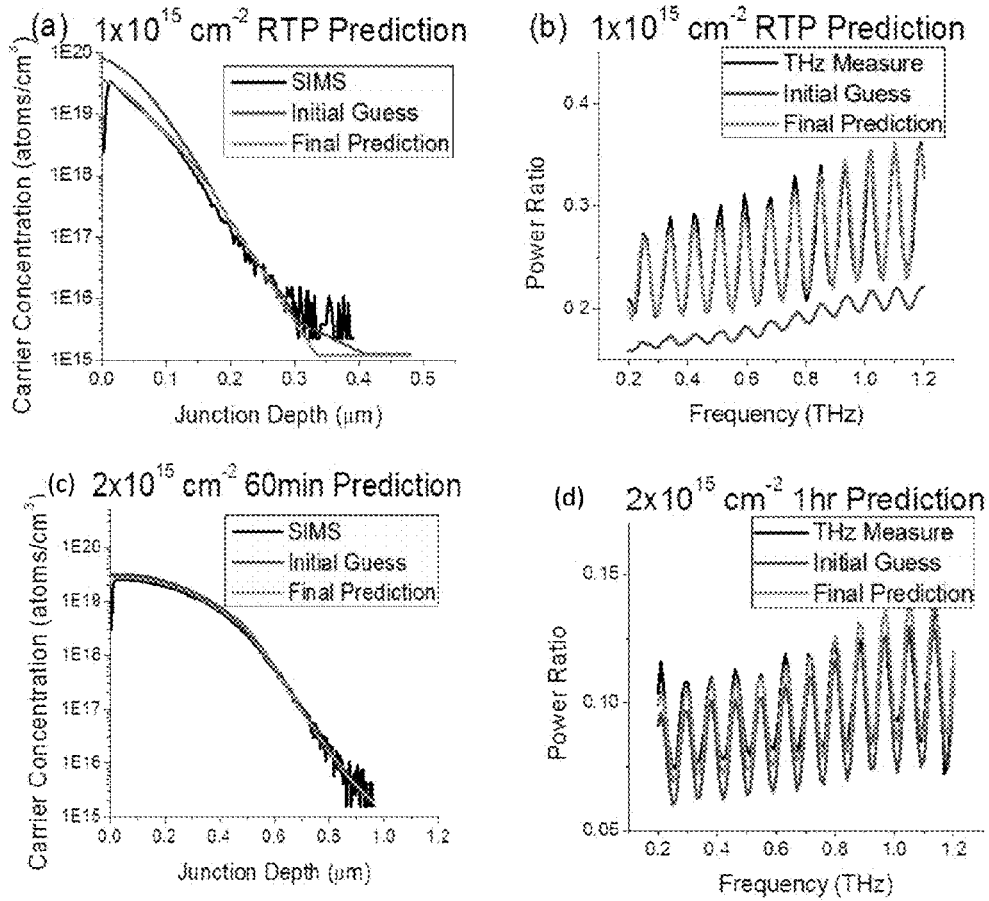 (a) 1x10^15 cm^-2 RTP Prediction
Carrier Concentration (atoms/cm^3)
1E20
1E19
1E18
1E17
1E16
1E15
SIMS
Initial Guess
Final Prediction
0.0 0.1 0.2 0.3 0.4 0.5
Junction Depth (μm)
(b) 1x10^15 cm^-2 RTP Prediction
Power Ratio
0.4
0.3
0.2
THz Measure
Initial Guess
Final Prediction
0.2 0.4 0.6 0.8 1.0 1.2
Frequency (THz)
(c) 2x10^15 cm^-2 60min Prediction
Carrier Concentration (atoms/cm^3)
1E20
1E19
1E18
1E17
1E16
1E15
SIMS
Initial Guess
Final Prediction
0.0 0.2 0.4 0.6 0.8 1.0 1.2
Junction Depth (μm)
(d) 2x10^15 cm^-2 1hr Prediction
Power Ratio
0.15
0.10
0.05
THz Measure
Initial Guess
Final Prediction
0.2 0.4 0.6 0.8 1.0 1.2
Frequency (THz)